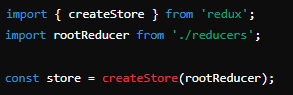 import { createStore } from 'redux';
import rootReducer from './reducers';
const store = createStore(rootReducer);